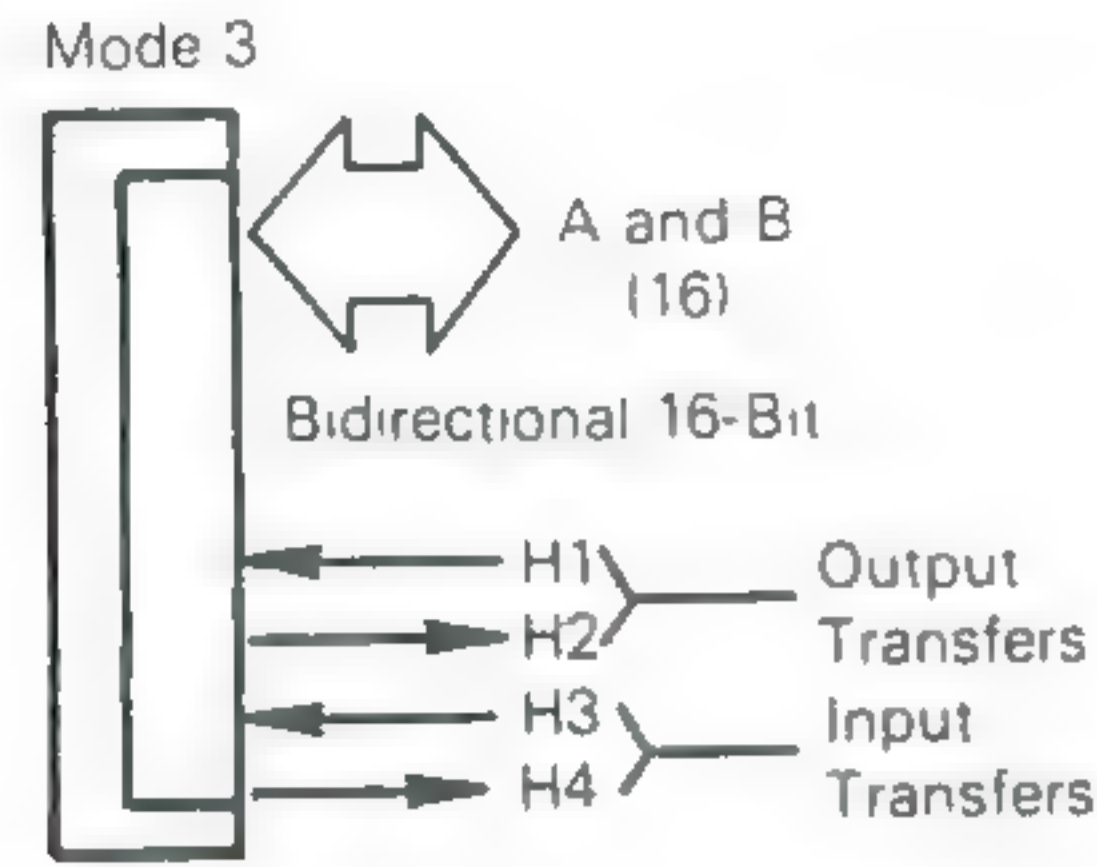 Mode 3
A and B
(16)
Bidirectional 16-Bit
H1
Output
H2
Transfers
H3
Input
H4
Transfers